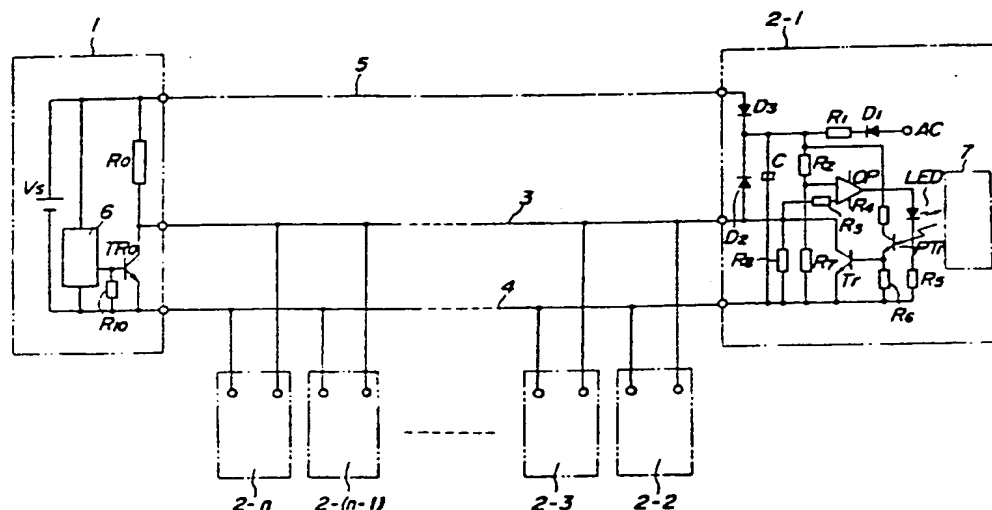 1
2-1
5
D3
R1
D1
AC
Ro
R2
OP
7
C
LED
Vs
R4
6
3
R3
TRo
D2
PTr
R8
R7
Tr
R5
4
R10
R6
2-n
2-(n-1)
2-3
2-2